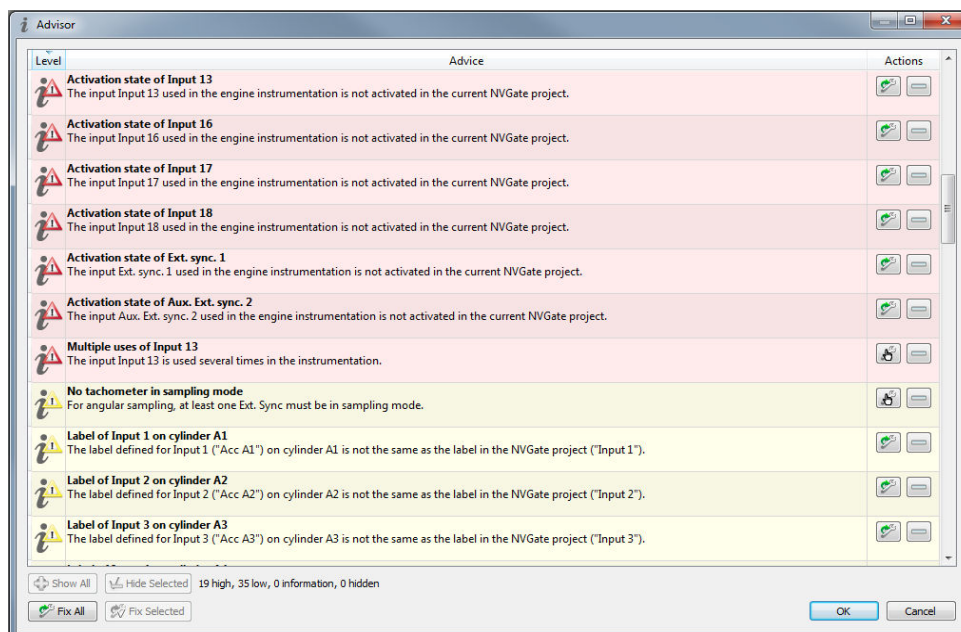 Advisor
Level
Advice
Actions
Activation state of Input 13
The input Input 13 used in the engine instrumentation is not activated in the current NVGate project.
Activation state of Input 16
The input Input 16 used in the engine instrumentation is not activated in the current NVGate project.
Activation state of Input 17
The input Input 17 used in the engine instrumentation is not activated in the current NVGate project.
Activation state of Input 18
The input Input 18 used in the engine instrumentation is not activated in the current NVGate project.
Activation state of Ext. sync. 1
The input Ext. sync. 1 used in the engine instrumentation is not activated in the current NVGate project.
Activation state of Aux. Ext. sync. 2
The input Aux. Ext. sync. 2 used in the engine instrumentation is not activated in the current NVGate project.
Multiple uses of Input 13
The input Input 13 is used several times in the instrumentation.
No tachometer in sampling mode
For angular sampling, at least one Ext. Sync must be in sampling mode.
Label of Input 1 on cylinder A1
The label defined for Input 1 ("Acc A1") on cylinder A1 is not the same as the label in the NVGate project ("Input 1").
Label of Input 2 on cylinder A2
The label defined for Input 2 ("Acc A2") on cylinder A2 is not the same as the label in the NVGate project ("Input 2").
Label of Input 3 on cylinder A3
The label defined for Input 3 ("Acc A3") on cylinder A3 is not the same as the label in the NVGate project ("Input 3").
Show All
Hide Selected
19 high, 35 low, 0 information, 0 hidden
Fix All
Fix Selected
OK
Cancel